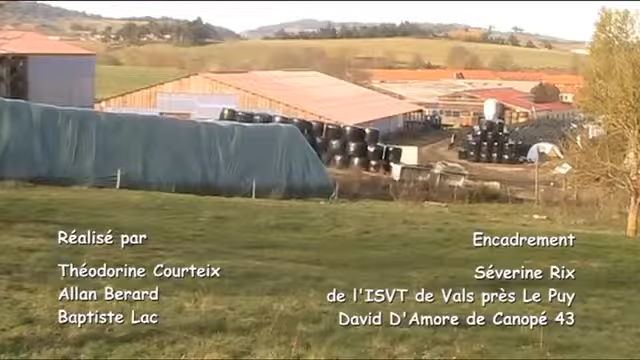 Réalisé par
Théodorine Courteix
Allan Berard
Baptiste Lac
Encadrement
Séverine Rix
de l'ISVT de Vals près Le Puy
David D'Amore de Canopé 43